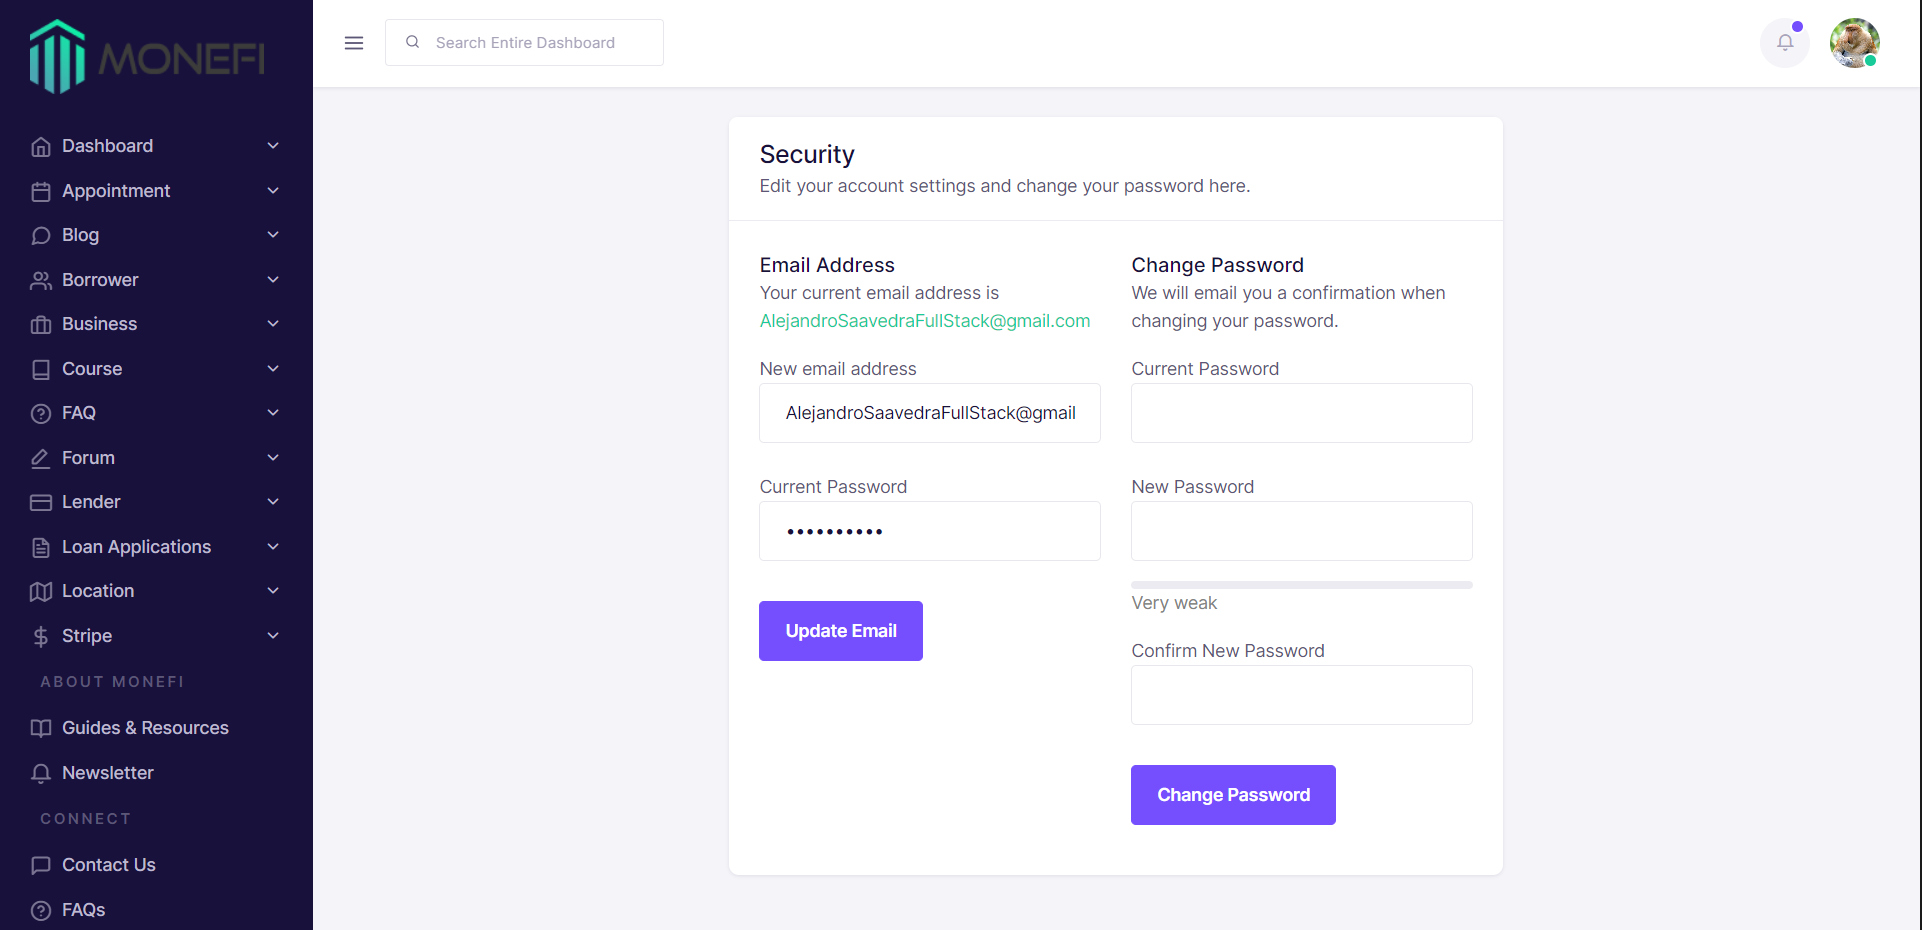 MONEFI
Search Entire Dashboard
Dashboard
Appointment
Blog
Borrower
Business
Course
FAQ
Forum
Lender
Loan Applications
Location
Stripe
ABOUT MONEFI
Guides & Resources
Newsletter
CONNECT
Contact Us
FAQs
Security
Edit your account settings and change your password here.
Email Address
Your current email address is
AlejandroSaavedraFullStack@gmail.com
New email address
AlejandroSaavedraFullStack@gmail
Current Password
••••••••••
Update Email
Change Password
We will email you a confirmation when
changing your password.
Current Password
New Password
Very weak
Confirm New Password
Change Password